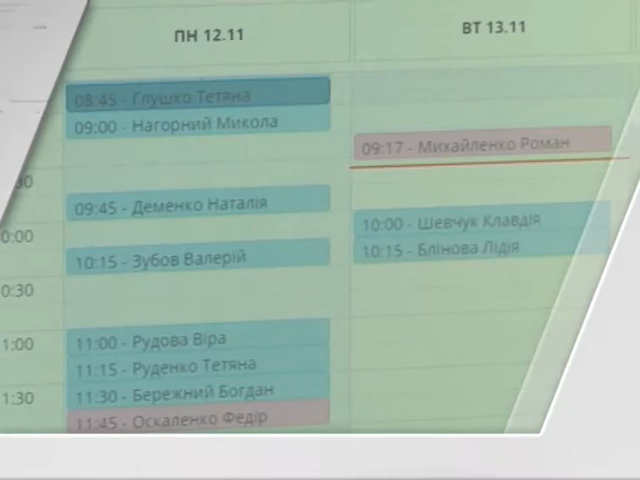 ПН 12.11
ВТ 13.11
08:45 - Глушко Тетяна
09:00 - Нагорний Микола
09:17 - Михайленко Роман
30
09:45 - Деменко Наталія
0:00
10:00 - Шевчук Клавдія
10:15 - Зубов Валерій
10:15 - Блінова Лідія
0:30
11:00 - Рудова Віра
1:00
11:15 - Руденко Тетяна
11:30 - Бережний Богдан
1:30
11:45 - Оскаленко Федір